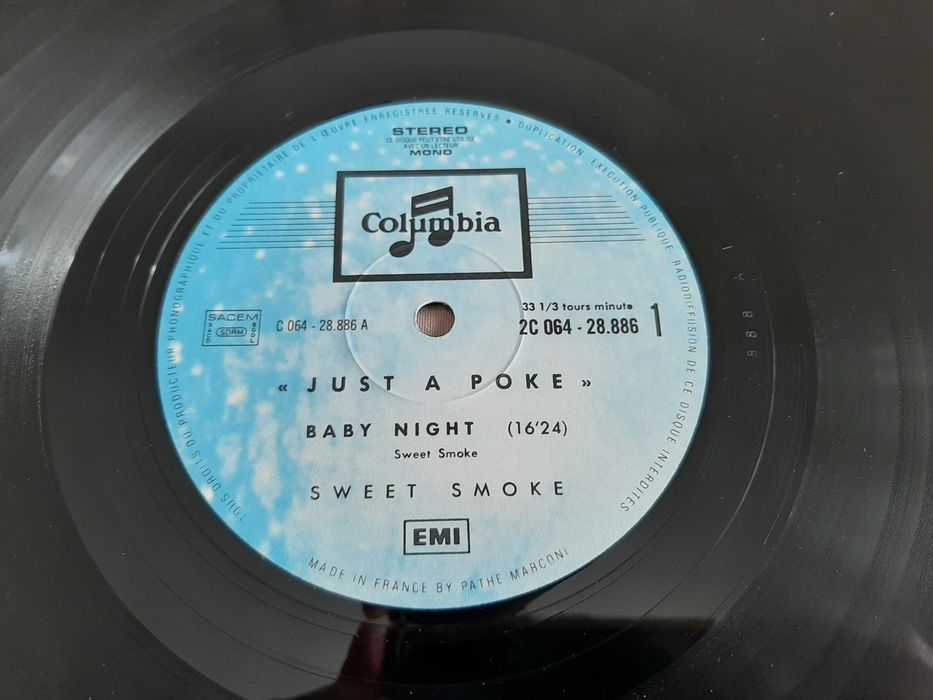 TOUS DROITS DU PRODUCTEUR PHONOGRAPHIQUE ET DU PROPRIETAIRE DE L'ŒUVRE ENREGISTREE RESERVES • DUPLICATION EXECUTION PUBLIQUE RADIODIFFUSION DE CE DISQUE INTERDITES
STEREO
CE DISQUE PEUT ETRE UTILISE
AVEC UN LECTEUR
MONO
Columbia
33 1/3 tours minute
SACEM
SACD SDRM SGDL
C 064 - 28.886 A
2C 064 - 28.886
1
« JUST A POKE »
BABY NIGHT (16'24)
Sweet Smoke
SWEET SMOKE
EMI
MADE IN FRANCE BY PATHE MARCONI